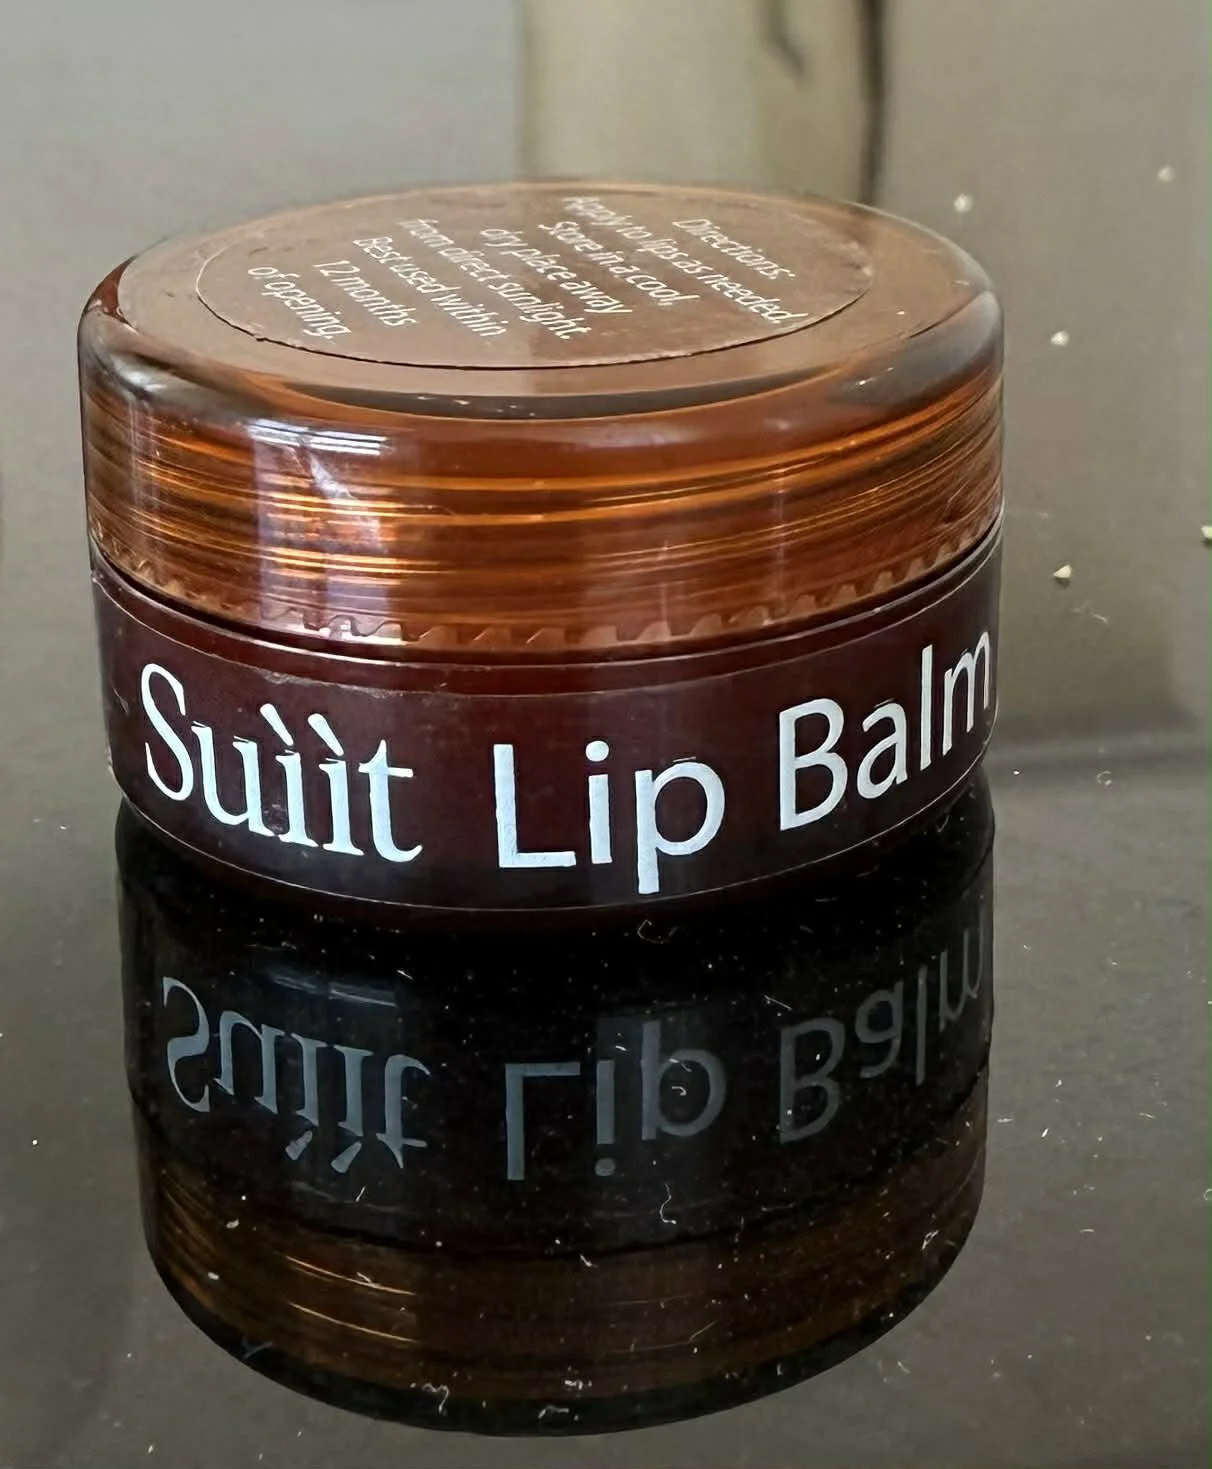 Directions:
Apply to lips as needed.
Store in a cool,
dry place away
from direct sunlight.
Best used within
12 months
of opening.
Suììt Lip Balm